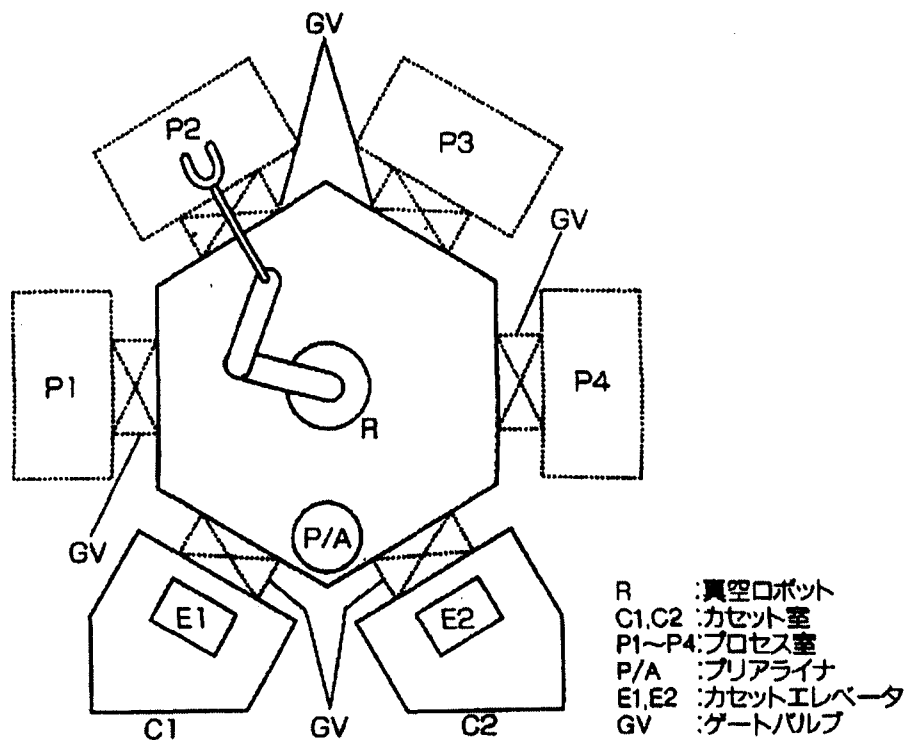 GV
P2
P3
GV
P1
P4
R
GV
P/A
E1
E2
C1
GV
C2
R :真空ロボット
C1,C2 :カセット室
P1~P4:プロセス室
P/A :プリアライナ
E1,E2 :カセットエレベータ
GV :ゲートバルブ